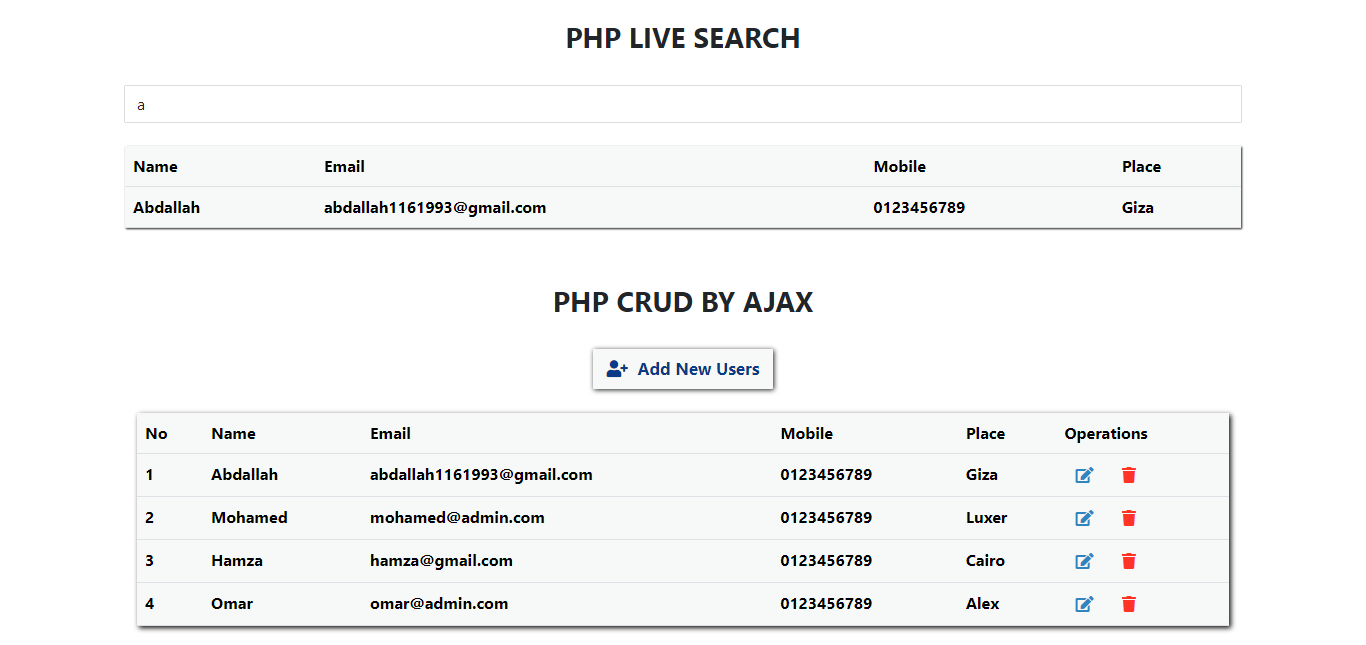 PHP LIVE SEARCH
a
Name Email Mobile Place
Abdallah abdallah1161993@gmail.com 0123456789 Giza
PHP CRUD BY AJAX
Add New Users
No Name Email Mobile Place Operations
1 Abdallah abdallah1161993@gmail.com 0123456789 Giza
2 Mohamed mohamed@admin.com 0123456789 Luxer
3 Hamza hamza@gmail.com 0123456789 Cairo
4 Omar omar@admin.com 0123456789 Alex